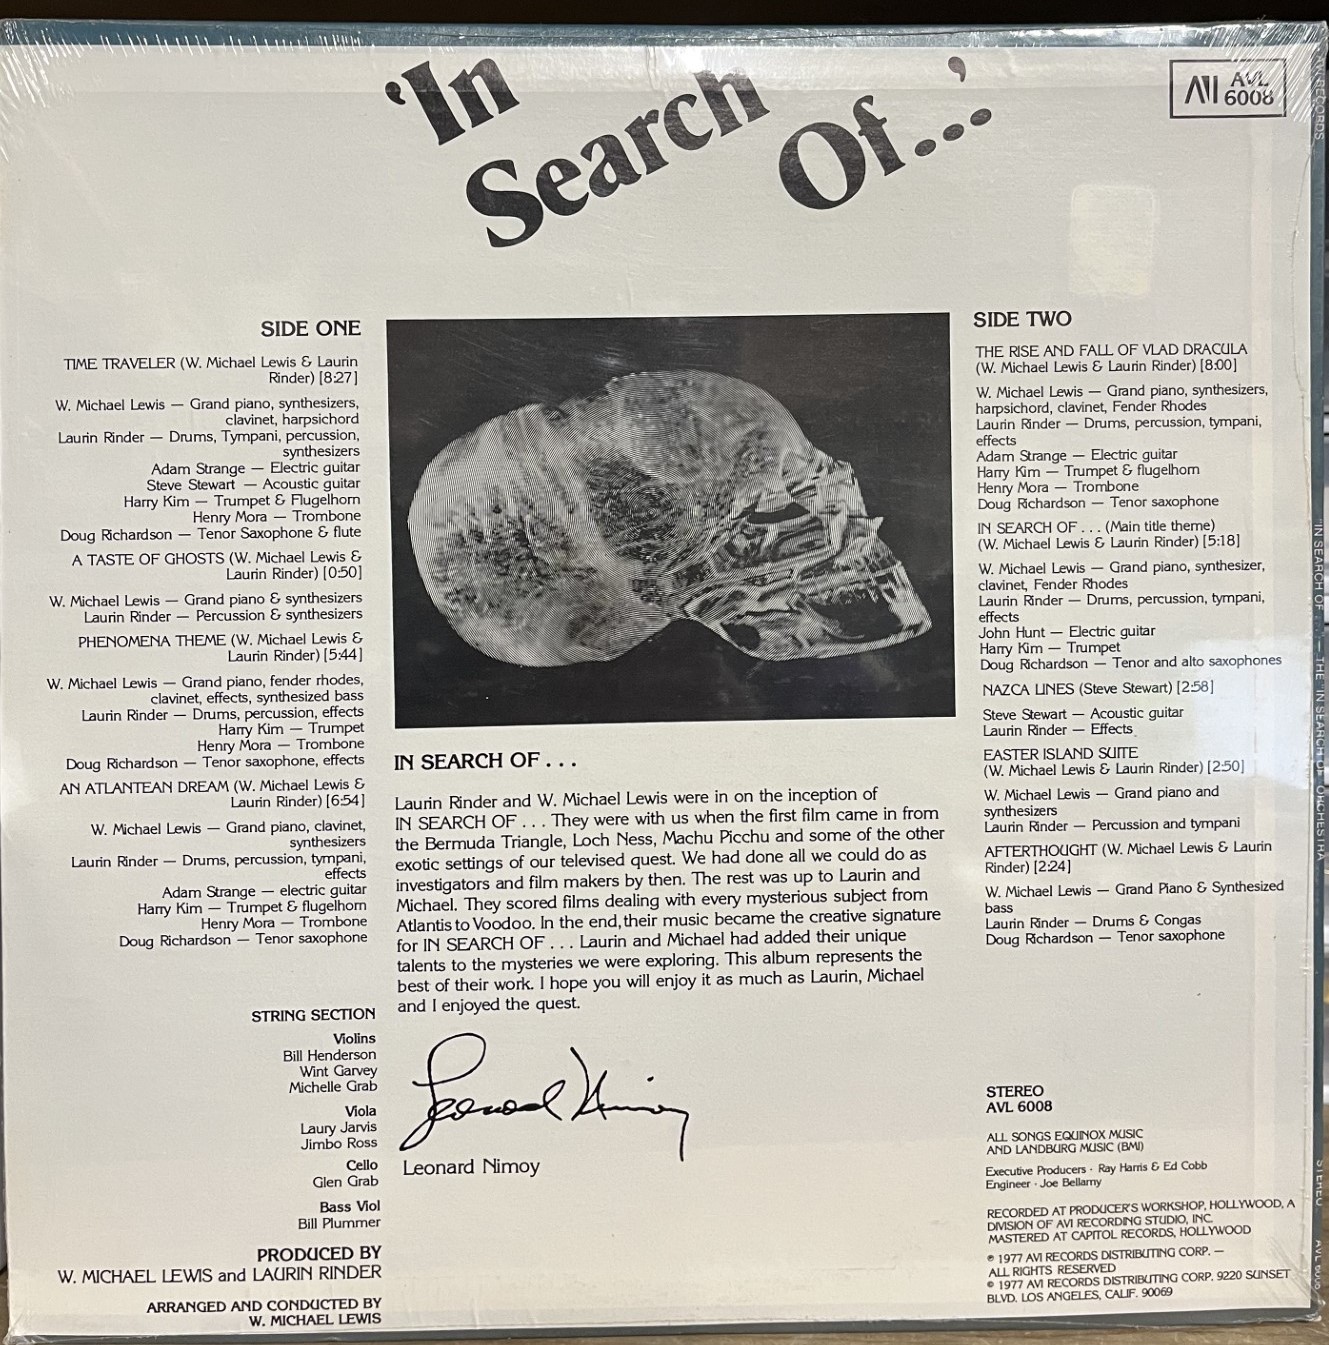 'In
Search
Of...'
AVI AVL
6008
SIDE ONE
TIME TRAVELER (W. Michael Lewis & Laurin
Rinder) [8:27]
W. Michael Lewis — Grand piano, synthesizers,
clavinet, harpsichord
Laurin Rinder — Drums, Tympani, percussion,
synthesizers
Adam Strange — Electric guitar
Steve Stewart — Acoustic guitar
Harry Kim — Trumpet & Flugelhorn
Henry Mora — Trombone
Doug Richardson — Tenor Saxophone & flute
A TASTE OF GHOSTS (W. Michael Lewis &
Laurin Rinder) [0:50]
W. Michael Lewis — Grand piano & synthesizers
Laurin Rinder — Percussion & synthesizers
PHENOMENA THEME (W. Michael Lewis &
Laurin Rinder) [5:44]
W. Michael Lewis — Grand piano, fender rhodes,
clavinet, effects, synthesized bass
Laurin Rinder — Drums, percussion, effects
Harry Kim — Trumpet
Henry Mora — Trombone
Doug Richardson — Tenor saxophone, effects
AN ATLANTEAN DREAM (W. Michael Lewis &
Laurin Rinder) [6:54]
W. Michael Lewis — Grand piano, clavinet,
synthesizers
Laurin Rinder — Drums, percussion, tympani,
effects
Adam Strange — electric guitar
Harry Kim — Trumpet & flugelhorn
Henry Mora — Trombone
Doug Richardson — Tenor saxophone
STRING SECTION
Violins
Bill Henderson
Wint Garvey
Michelle Grab
Viola
Laury Jarvis
Jimbo Ross
Cello
Glen Grab
Bass Viol
Bill Plummer
PRODUCED BY
W. MICHAEL LEWIS and LAURIN RINDER
ARRANGED AND CONDUCTED BY
W. MICHAEL LEWIS
IN SEARCH OF . . .
Laurin Rinder and W. Michael Lewis were in on the inception of
IN SEARCH OF . . . They were with us when the first film came in from
the Bermuda Triangle, Loch Ness, Machu Picchu and some of the other
exotic settings of our televised quest. We had done all we could do as
investigators and film makers by then. The rest was up to Laurin and
Michael. They scored films dealing with every mysterious subject from
Atlantis to Voodoo. In the end, their music became the creative signature
for IN SEARCH OF . . . Laurin and Michael had added their unique
talents to the mysteries we were exploring. This album represents the
best of their work. I hope you will enjoy it as much as Laurin, Michael
and I enjoyed the quest.
Leonard Nimoy
Leonard Nimoy
SIDE TWO
THE RISE AND FALL OF VLAD DRACULA
(W. Michael Lewis & Laurin Rinder) [8:00]
W. Michael Lewis — Grand piano, synthesizers,
harpsichord, clavinet, Fender Rhodes
Laurin Rinder — Drums, percussion, tympani,
effects
Adam Strange — Electric guitar
Harry Kim — Trumpet & flugelhorn
Henry Mora — Trombone
Doug Richardson — Tenor saxophone
IN SEARCH OF . . . (Main title theme)
(W. Michael Lewis & Laurin Rinder) [5:18]
W. Michael Lewis — Grand piano, synthesizer,
clavinet, Fender Rhodes
Laurin Rinder — Drums, percussion, tympani,
effects
John Hunt — Electric guitar
Harry Kim — Trumpet
Doug Richardson — Tenor and alto saxophones
NAZCA LINES (Steve Stewart) [2:58]
Steve Stewart — Acoustic guitar
Laurin Rinder — Effects
EASTER ISLAND SUITE
(W. Michael Lewis & Laurin Rinder) [2:50]
W. Michael Lewis — Grand piano and
synthesizers
Laurin Rinder — Percussion and tympani
AFTERTHOUGHT (W. Michael Lewis & Laurin
Rinder) [2:24]
W. Michael Lewis — Grand Piano & Synthesized
bass
Laurin Rinder — Drums & Congas
Doug Richardson — Tenor saxophone
STEREO
AVL 6008
ALL SONGS EQUINOX MUSIC
AND LANDBURG MUSIC (BMI)
Executive Producers · Ray Harris & Ed Cobb
Engineer · Joe Bellamy
RECORDED AT PRODUCER'S WORKSHOP, HOLLYWOOD, A
DIVISION OF AVI RECORDING STUDIO, INC.
MASTERED AT CAPITOL RECORDS, HOLLYWOOD
℗ 1977 AVI RECORDS DISTRIBUTING CORP. —
ALL RIGHTS RESERVED
© 1977 AVI RECORDS DISTRIBUTING CORP. 9220 SUNSET
BLVD. LOS ANGELES, CALIF. 90069
RECORDS "IN SEARCH OF" — THE "IN SEARCH OF" ORCHESTRA STEREO AVL 6008